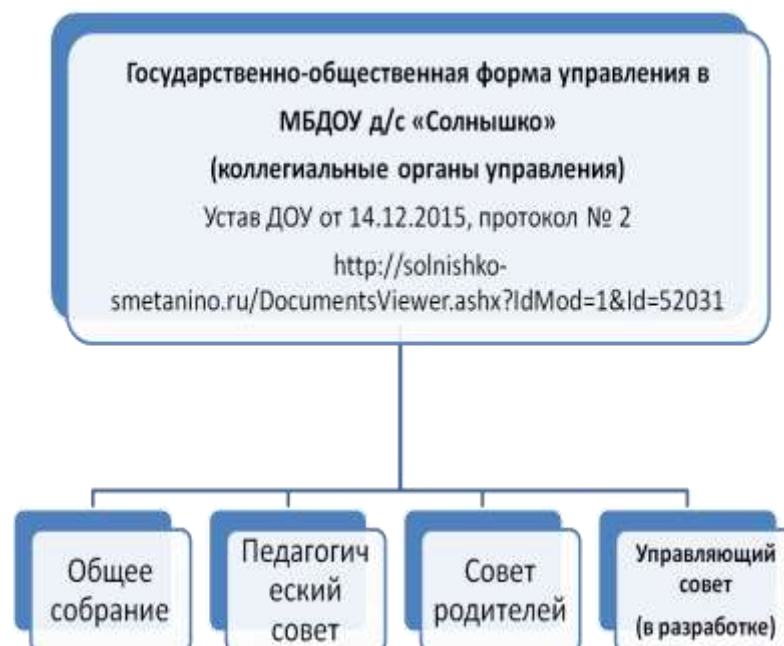 Государственно-общественная форма управления в
МБДОУ д/с «Солнышко»
(коллегиальные органы управления)
Устав ДОУ от 14.12.2015, протокол № 2
http://solnishko-
smetanino.ru/DocumentsViewer.ashx?IdMod=1&Id=52031
Общее
собрание
Педагогич
еский
совет
Совет
родителей
Управляющий
совет
(в разработке)